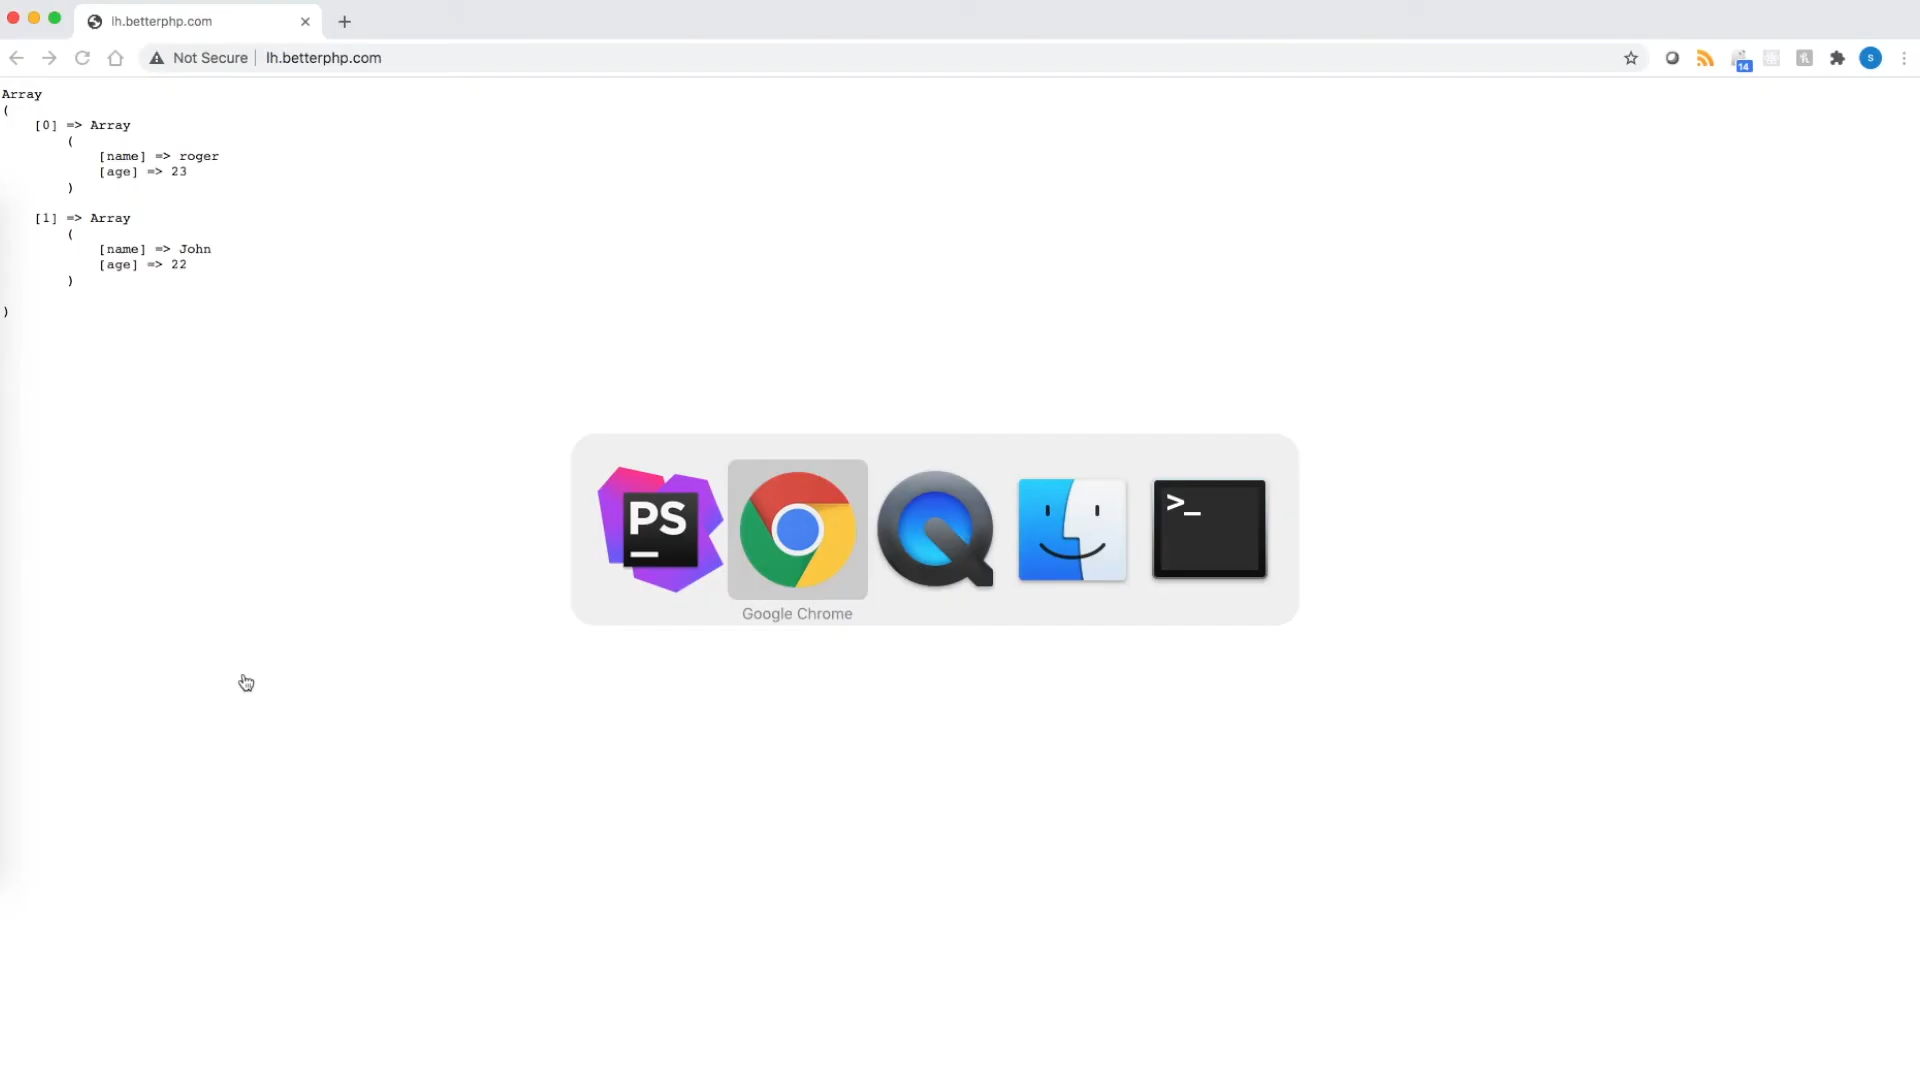 lh.betterphp.com
Not Secure
lh.betterphp.com
14
S
Array
(
[0] => Array
(
[name] => roger
[age] => 23
)
[1] => Array
(
[name] => John
[age] => 22
)
)
PS
>_
Google Chrome